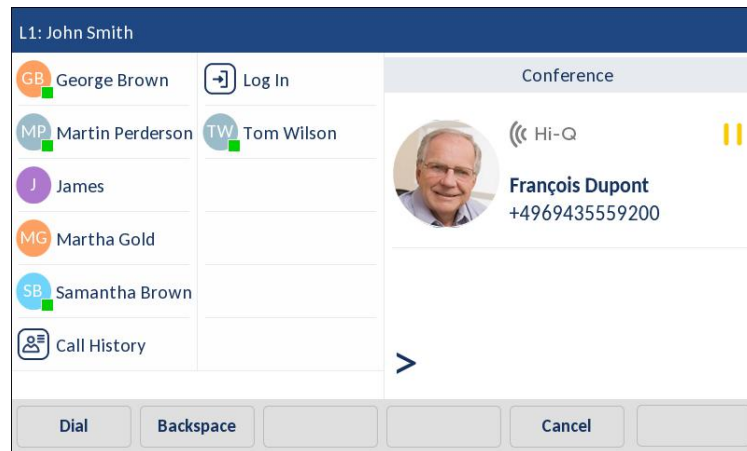 L1: John Smith
GB George Brown
Log In
MP Martin Perderson
TW Tom Wilson
J James
MG Martha Gold
SB Samantha Brown
Call History
Conference
Hi-Q
François Dupont
+4969435559200
>
Dial Backspace Cancel